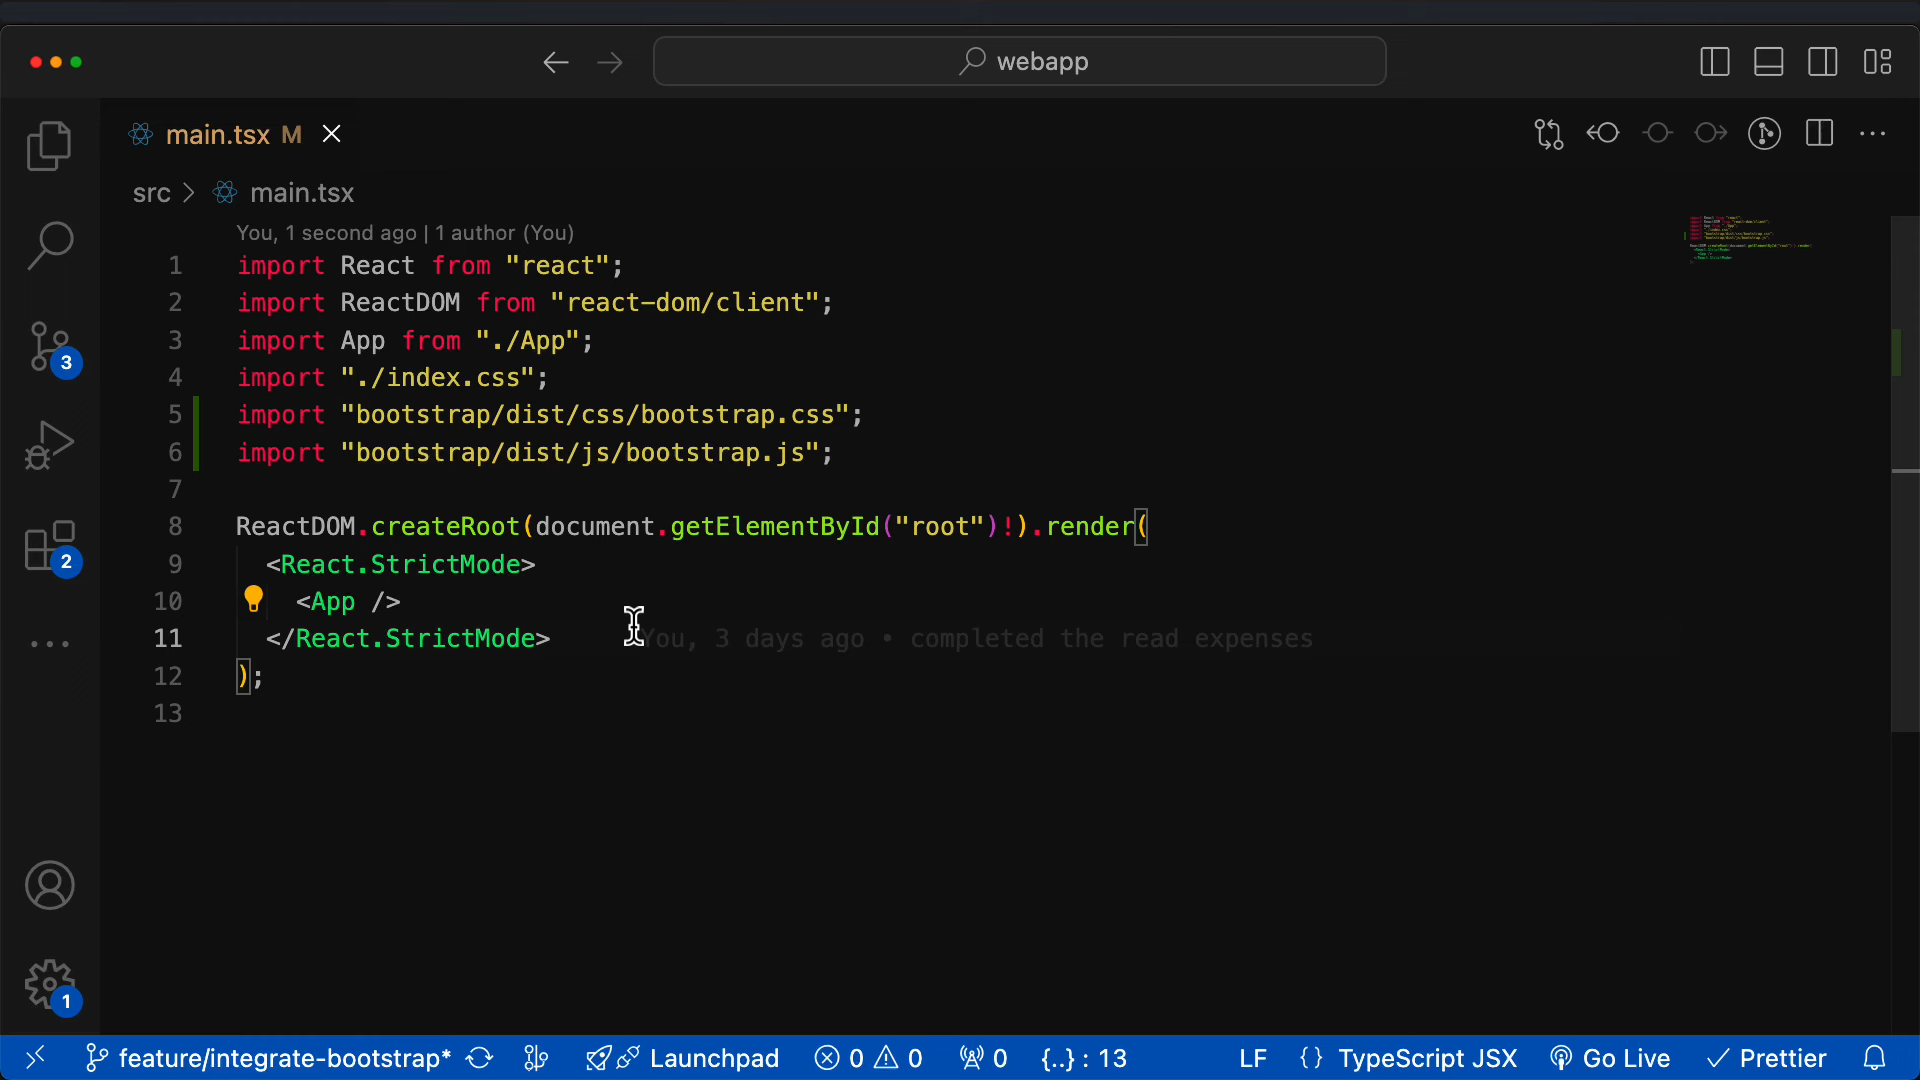 webapp
main.tsx M
src > main.tsx
You, 1 second ago | 1 author (You)
1 import React from "react";
2 import ReactDOM from "react-dom/client";
3 import App from "./App";
4 import "./index.css";
5 import "bootstrap/dist/css/bootstrap.css";
6 import "bootstrap/dist/js/bootstrap.js";
7
8 ReactDOM.createRoot(document.getElementById("root")!).render(
9 <React.StrictMode>
10 <App />
11 </React.StrictMode> You, 3 days ago • completed the read expenses
12 );
13
3
2
1
feature/integrate-bootstrap* Launchpad 0 0 0 {..} : 13 LF {} TypeScript JSX Go Live Prettier